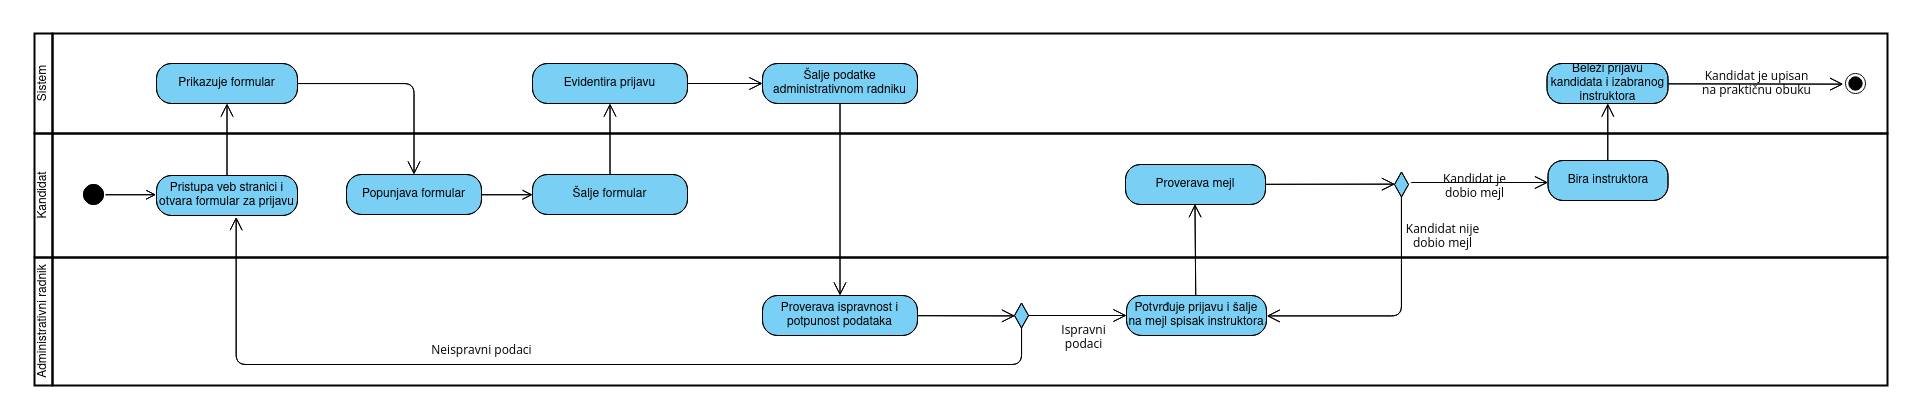 Sistem
Prikazuje formular
Evidentira prijavu
Šalje podatke
administrativnom radniku
Beleži prijavu
kandidata i izabranog
instruktora
Kandidat je upisan
na praktičnu obuku
Kandidat
Pristupa veb stranici i
otvara formular za prijavu
Popunjava formular
Šalje formular
Proverava mejl
Kandidat je
dobio mejl
Bira instruktora
Kandidat nije
dobio mejl
Administrativni radnik
Proverava ispravnost i
potpunost podataka
Ispravni
podaci
Potvrđuje prijavu i šalje
na mejl spisak instruktora
Neispravni podaci